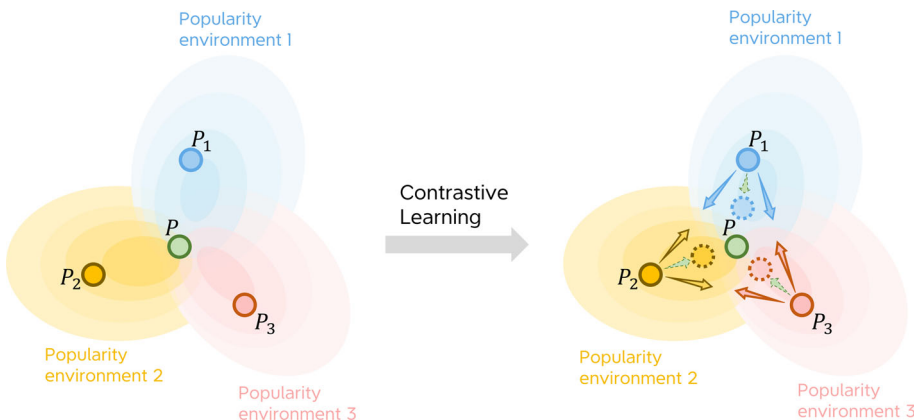 Popularity
environment 1
P₁
P
P₂
P₃
Popularity
environment 2
Popularity
environment 3
Contrastive
Learning
Popularity
environment 1
P₁
P
P₂
P₃
Popularity
environment 2
Popularity
environment 3